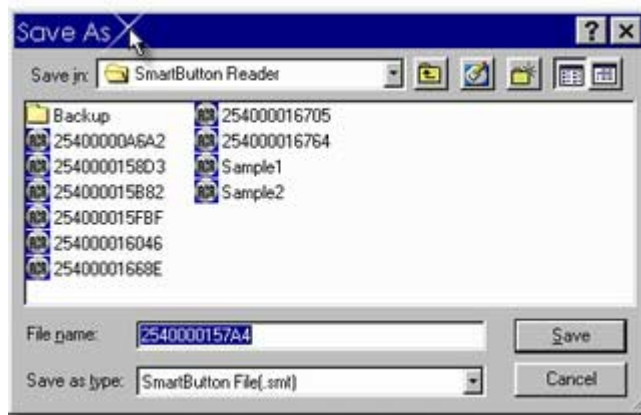 Save As
Save in: SmartButton Reader
Backup
25400000A6A2
2540000158D3
254000015B82
254000015FBF
254000016046
25400001668E
254000016705
254000016764
Sample1
Sample2
File name: 2540000157A4
Save
Save as type: SmartButton File(.smt)
Cancel